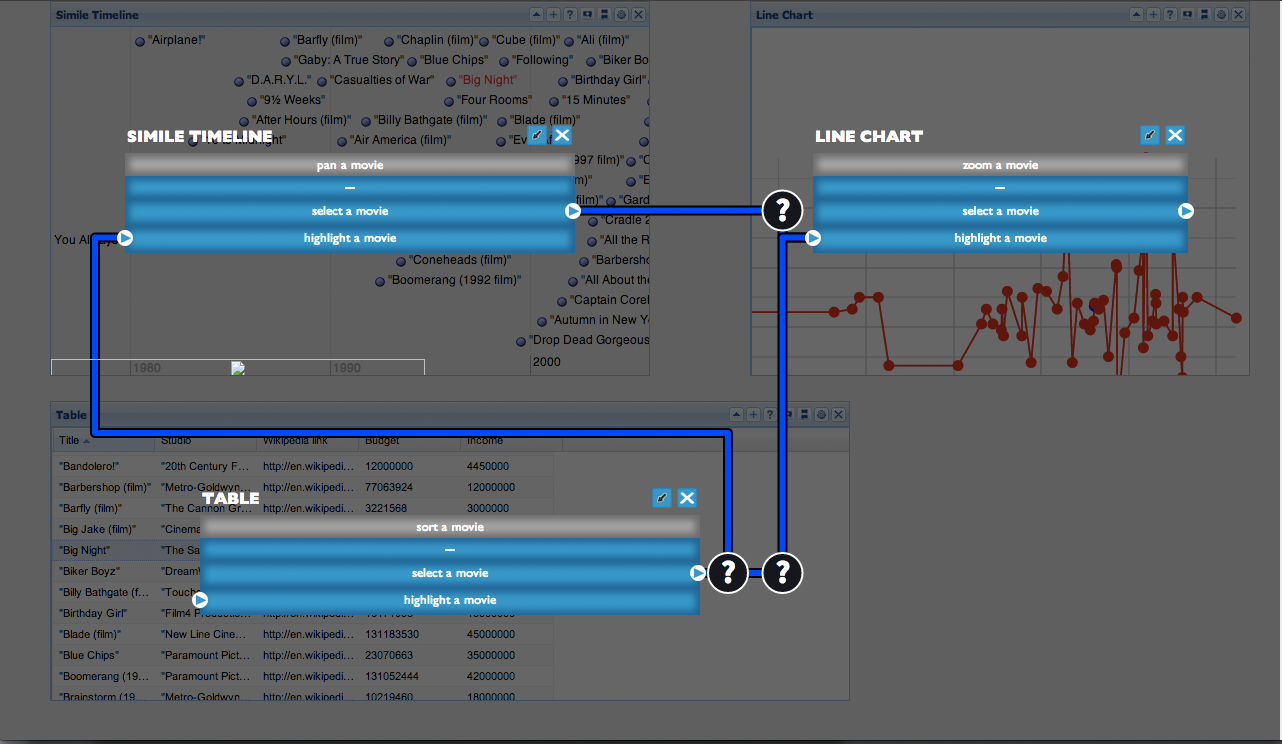 Simile Timeline
Line Chart
"Airplane!" "Barfly (film)" "Chaplin (film)" "Cube (film)" "Ali (film)"
"Gaby: A True Story" "Blue Chips" "Following" "Biker Bo
"D.A.R.Y.L." "Casualties of War" "Big Night" "Birthday Girl"
"9½ Weeks" "Four Rooms" "15 Minutes"
"After Hours (film)" "Billy Bathgate (film)" "Blade (film)"
"Air America (film)"
SIMILE TIMELINE
LINE CHART
997 film)"
pan a movie
zoom a movie
—
—
film)" "Gard
select a movie
?
select a movie
"Cradle 2
You Al
highlight a movie
"All the R
highlight a movie
"Coneheads (film)" "Barbersho
"Boomerang (1992 film)" "All About the
"Captain Corel
"Autumn in New Y
"Drop Dead Gorgeous
1980 1990 2000
Table
?
Title Studio Wikipedia link Budget Income
"Bandolero!" "20th Century F... http://en.wikipedi... 12000000 4450000
"Barbershop (film)" "Metro-Goldwyn... http://en.wikipedi... 77063924 12000000
TABLE
"Barfly (film)" "The Cannon Gr... http://en.wikipedi... 3221568 3000000
"Big Jake (film)" "Cinema
sort a movie
"Big Night" "The Sa
—
"Biker Boyz" "Dream
select a movie
? ?
"Billy Bathgate (f... "Touch
highlight a movie
"Birthday Girl" "Film4
"Blade (film)" "New Line Cine... http://en.wikipedi... 131183530 45000000
"Blue Chips" "Paramount Pict... http://en.wikipedi... 23070663 35000000
"Boomerang (19... "Paramount Pict... http://en.wikipedi... 131052444 42000000
"Brainstorm (19... "Metro-Goldwyn... http://en.wikipedi... 10219460 18000000